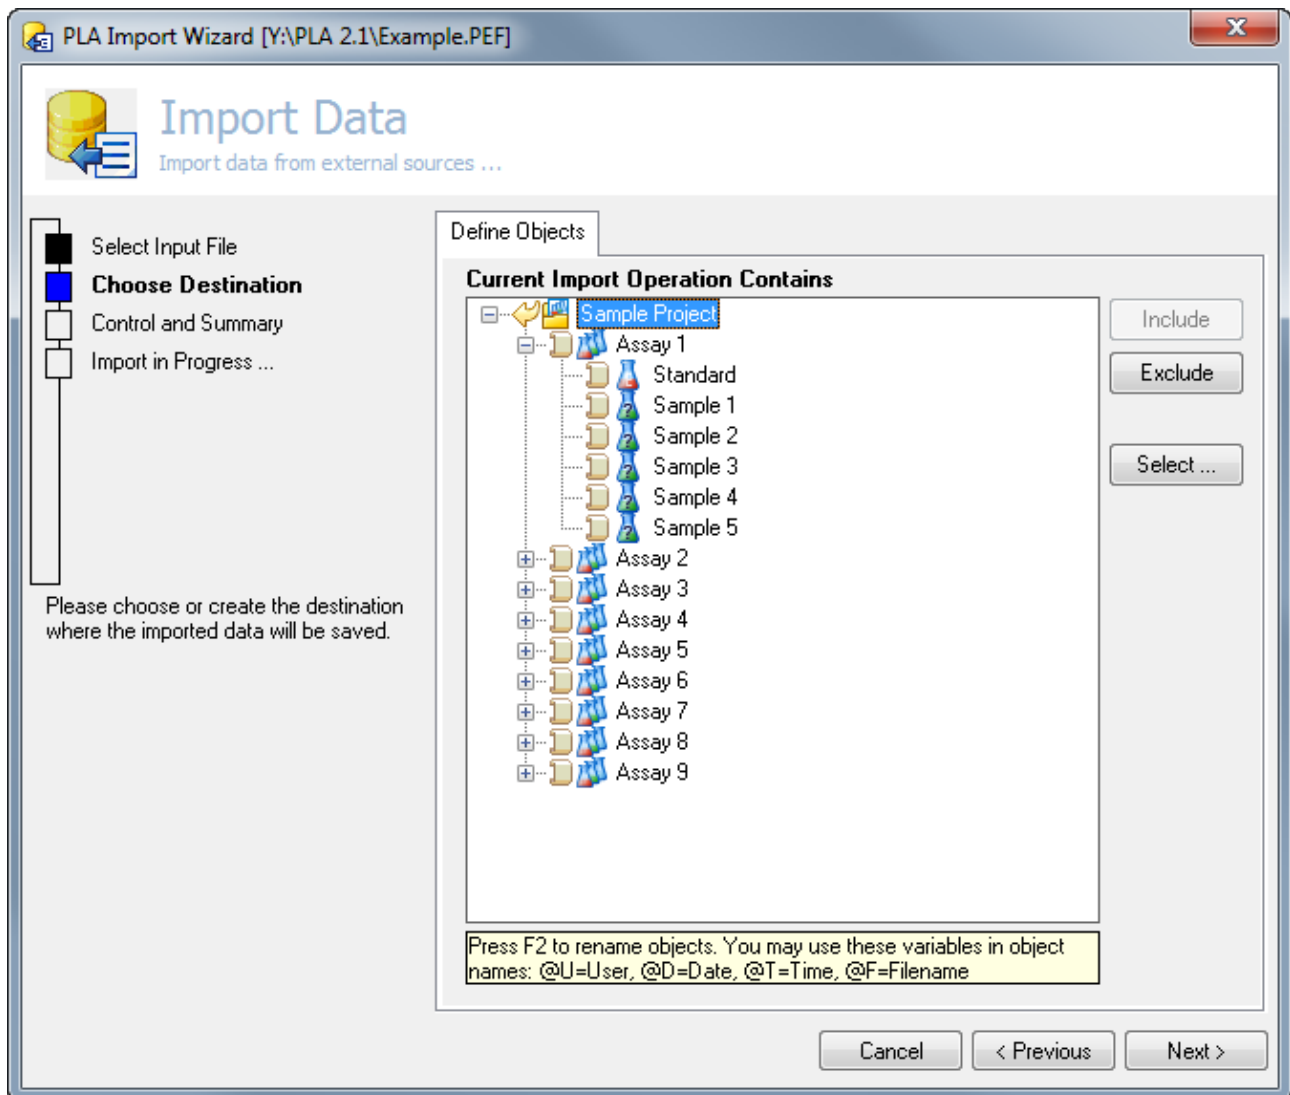 PLA Import Wizard [Y:\PLA 2.1\Example.PEF]
Import Data
Import data from external sources ...
Select Input File
Choose Destination
Control and Summary
Import in Progress ...
Please choose or create the destination
where the imported data will be saved.
Define Objects
Current Import Operation Contains
Sample Project
Assay 1
Standard
Sample 1
Sample 2
Sample 3
Sample 4
Sample 5
Assay 2
Assay 3
Assay 4
Assay 5
Assay 6
Assay 7
Assay 8
Assay 9
Press F2 to rename objects. You may use these variables in object
names: @U=User, @D=Date, @T=Time, @F=Filename
Include
Exclude
Select ...
Cancel
< Previous
Next >